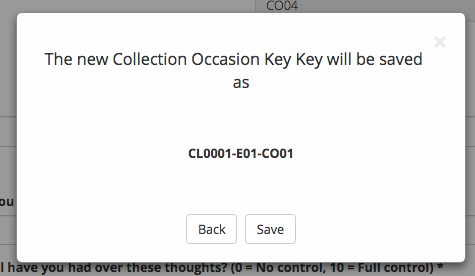 CO04
×
The new Collection Occasion Key Key will be saved
as
CL0001-E01-CO01
ou
Back Save
l have you had over these thoughts? (0 = No control, 10 = Full control) *